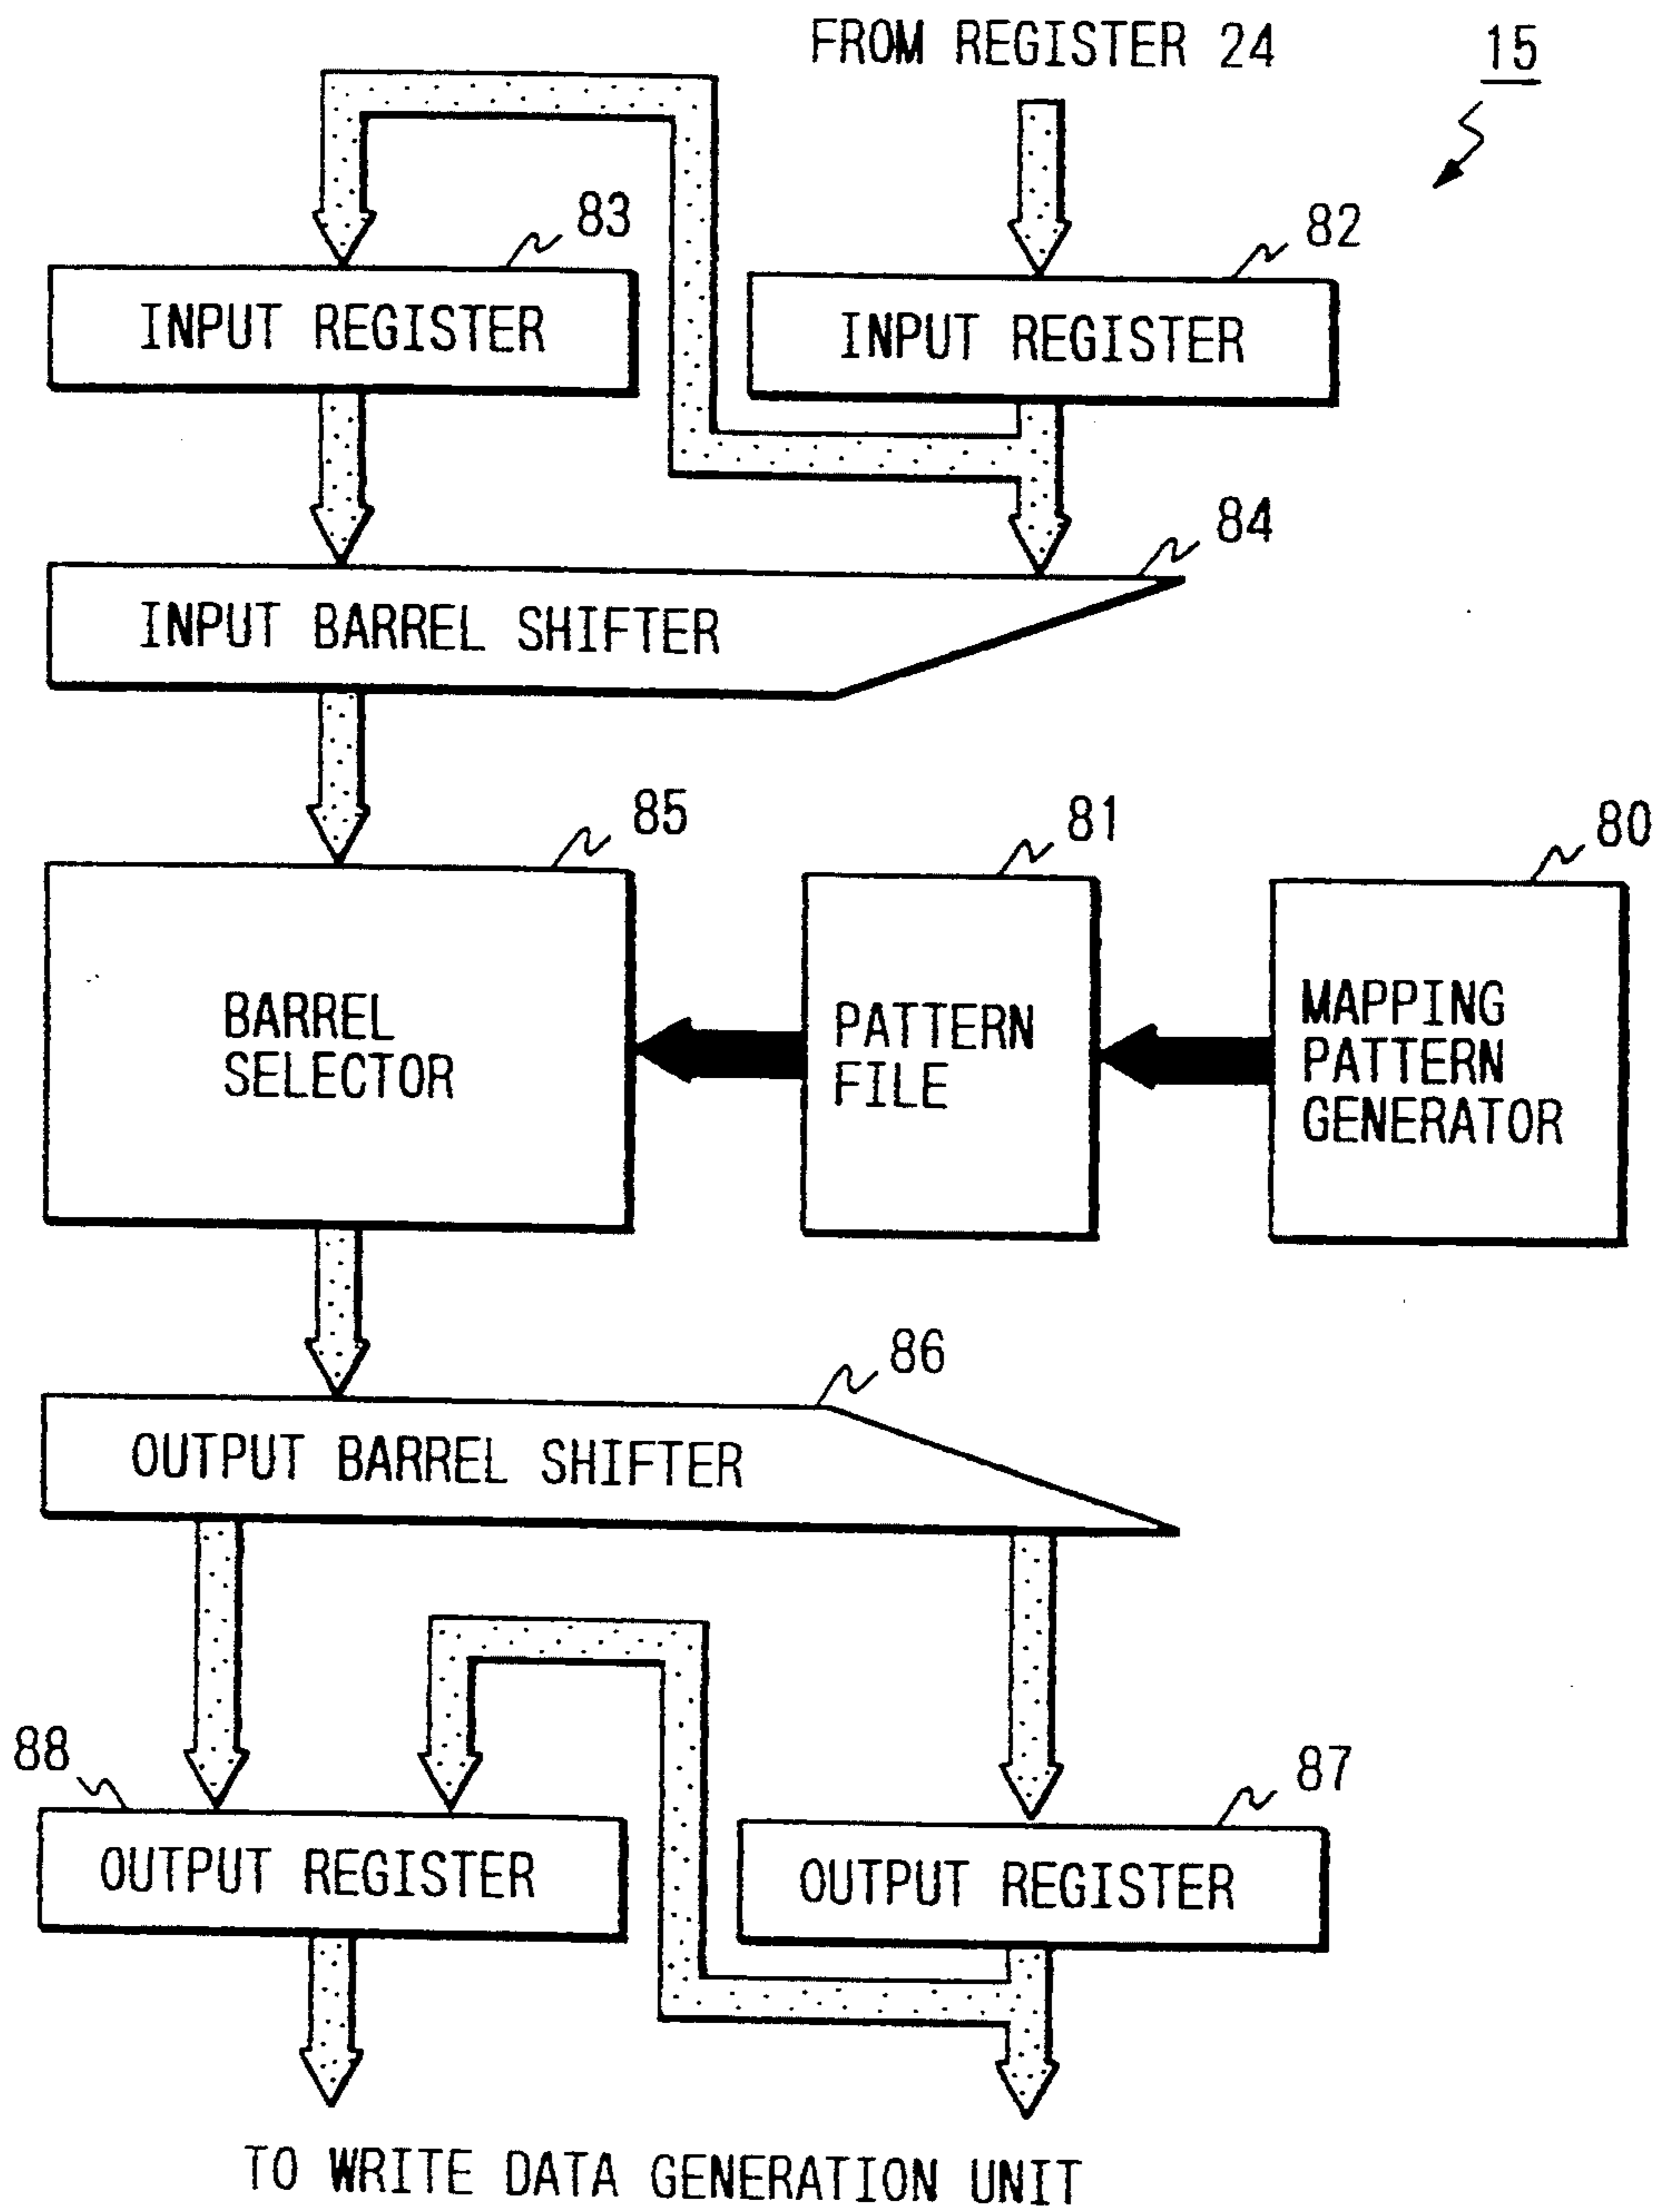 FROM REGISTER 24
15
83
82
INPUT REGISTER
INPUT REGISTER
84
INPUT BARREL SHIFTER
85
81
80
BARREL
SELECTOR
PATTERN
FILE
MAPPING
PATTERN
GENERATOR
86
OUTPUT BARREL SHIFTER
88
87
OUTPUT REGISTER
OUTPUT REGISTER
TO WRITE DATA GENERATION UNIT